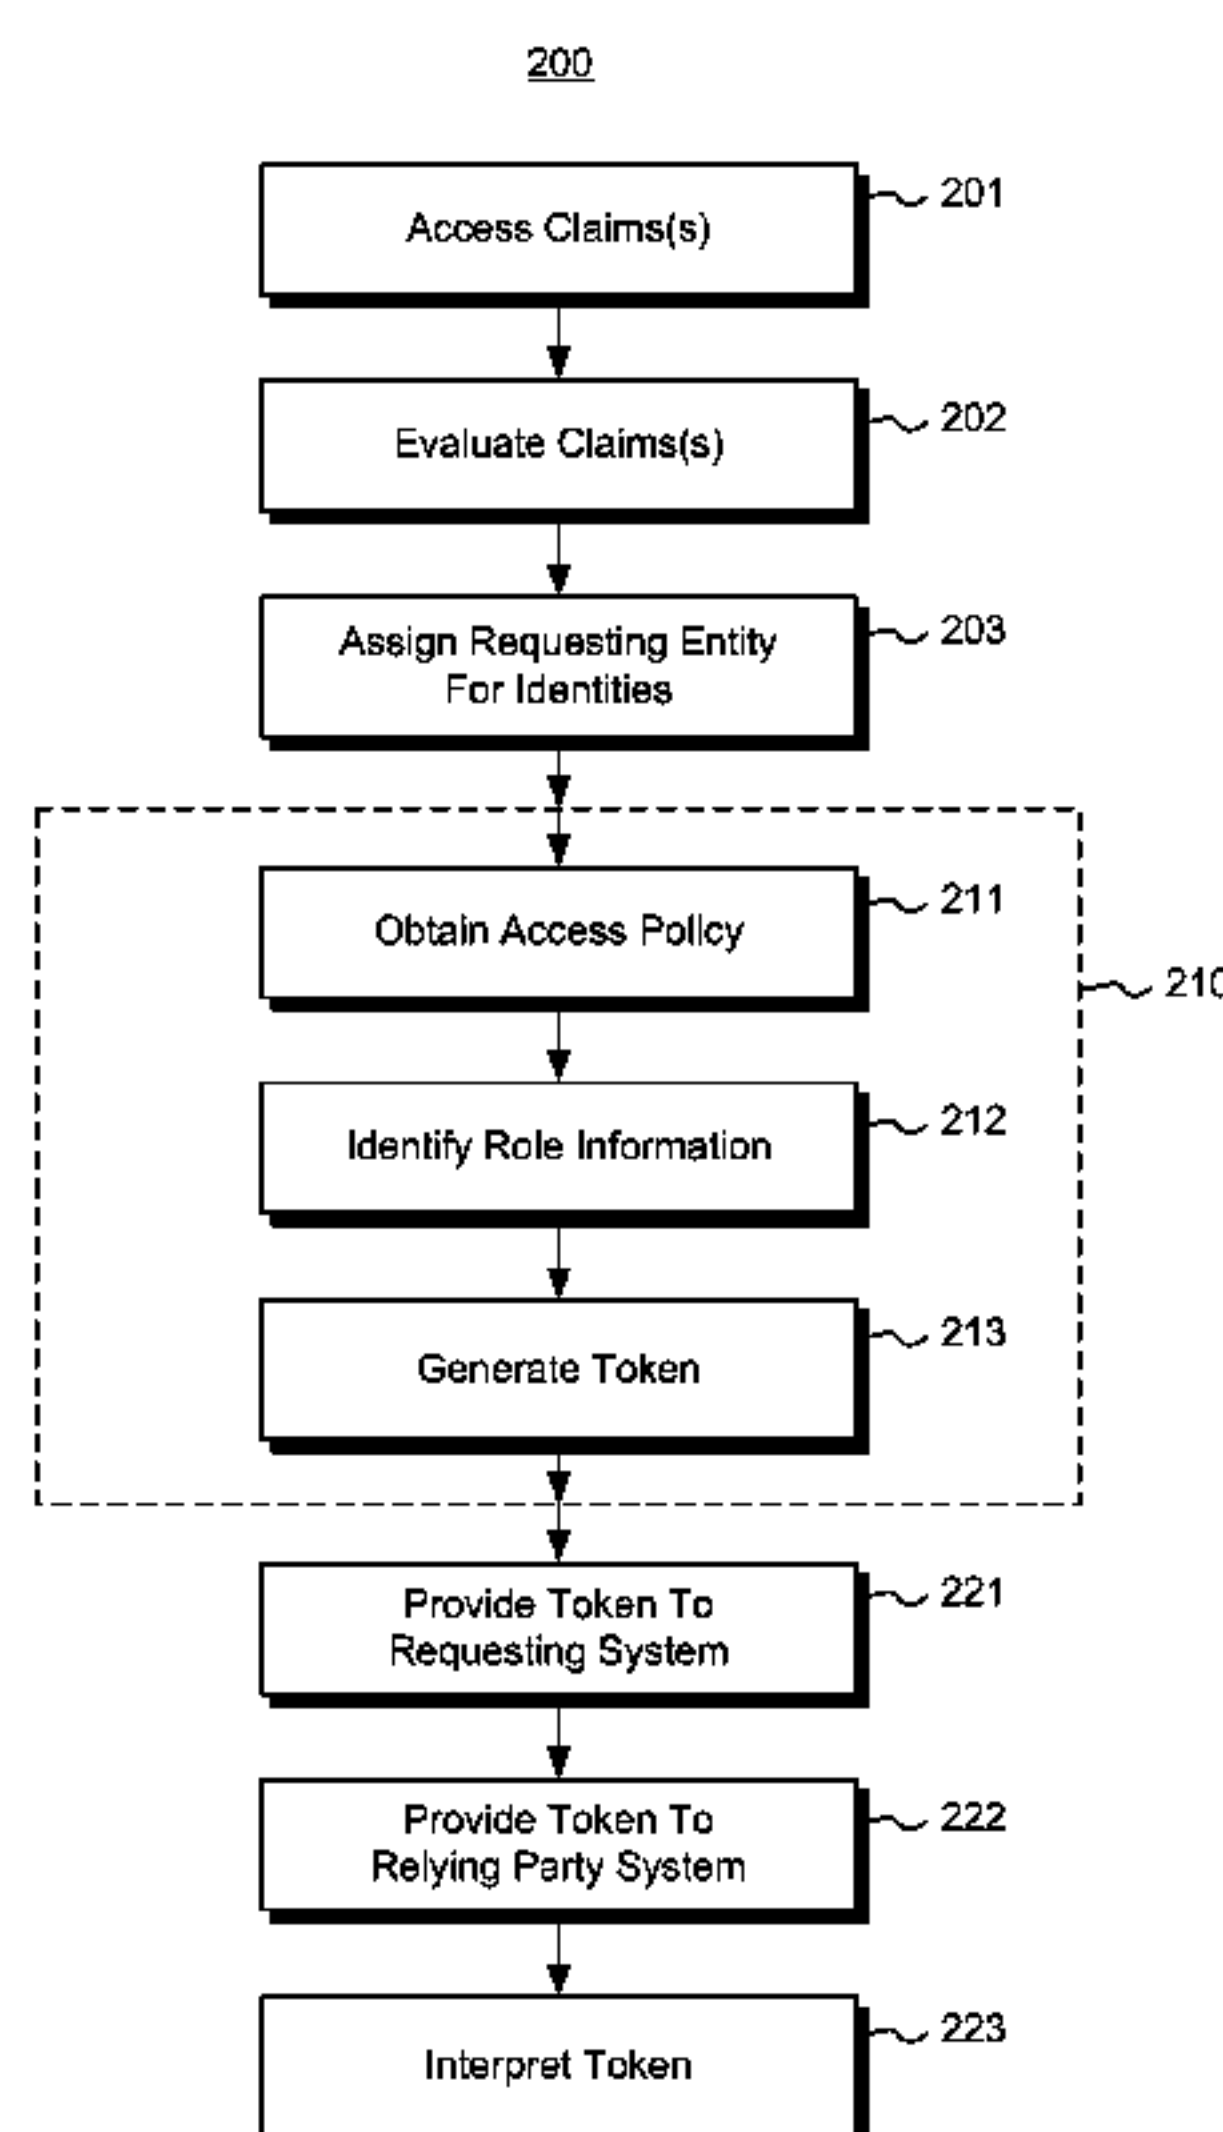 200
Access Claims(s)
201
Evaluate Claims(s)
202
Assign Requesting Entity
For Identities
203
Obtain Access Policy
211
210
Identify Role Information
212
Generate Token
213
Provide Token To
Requesting System
221
Provide Token To
Relying Party System
222
Interpret Token
223